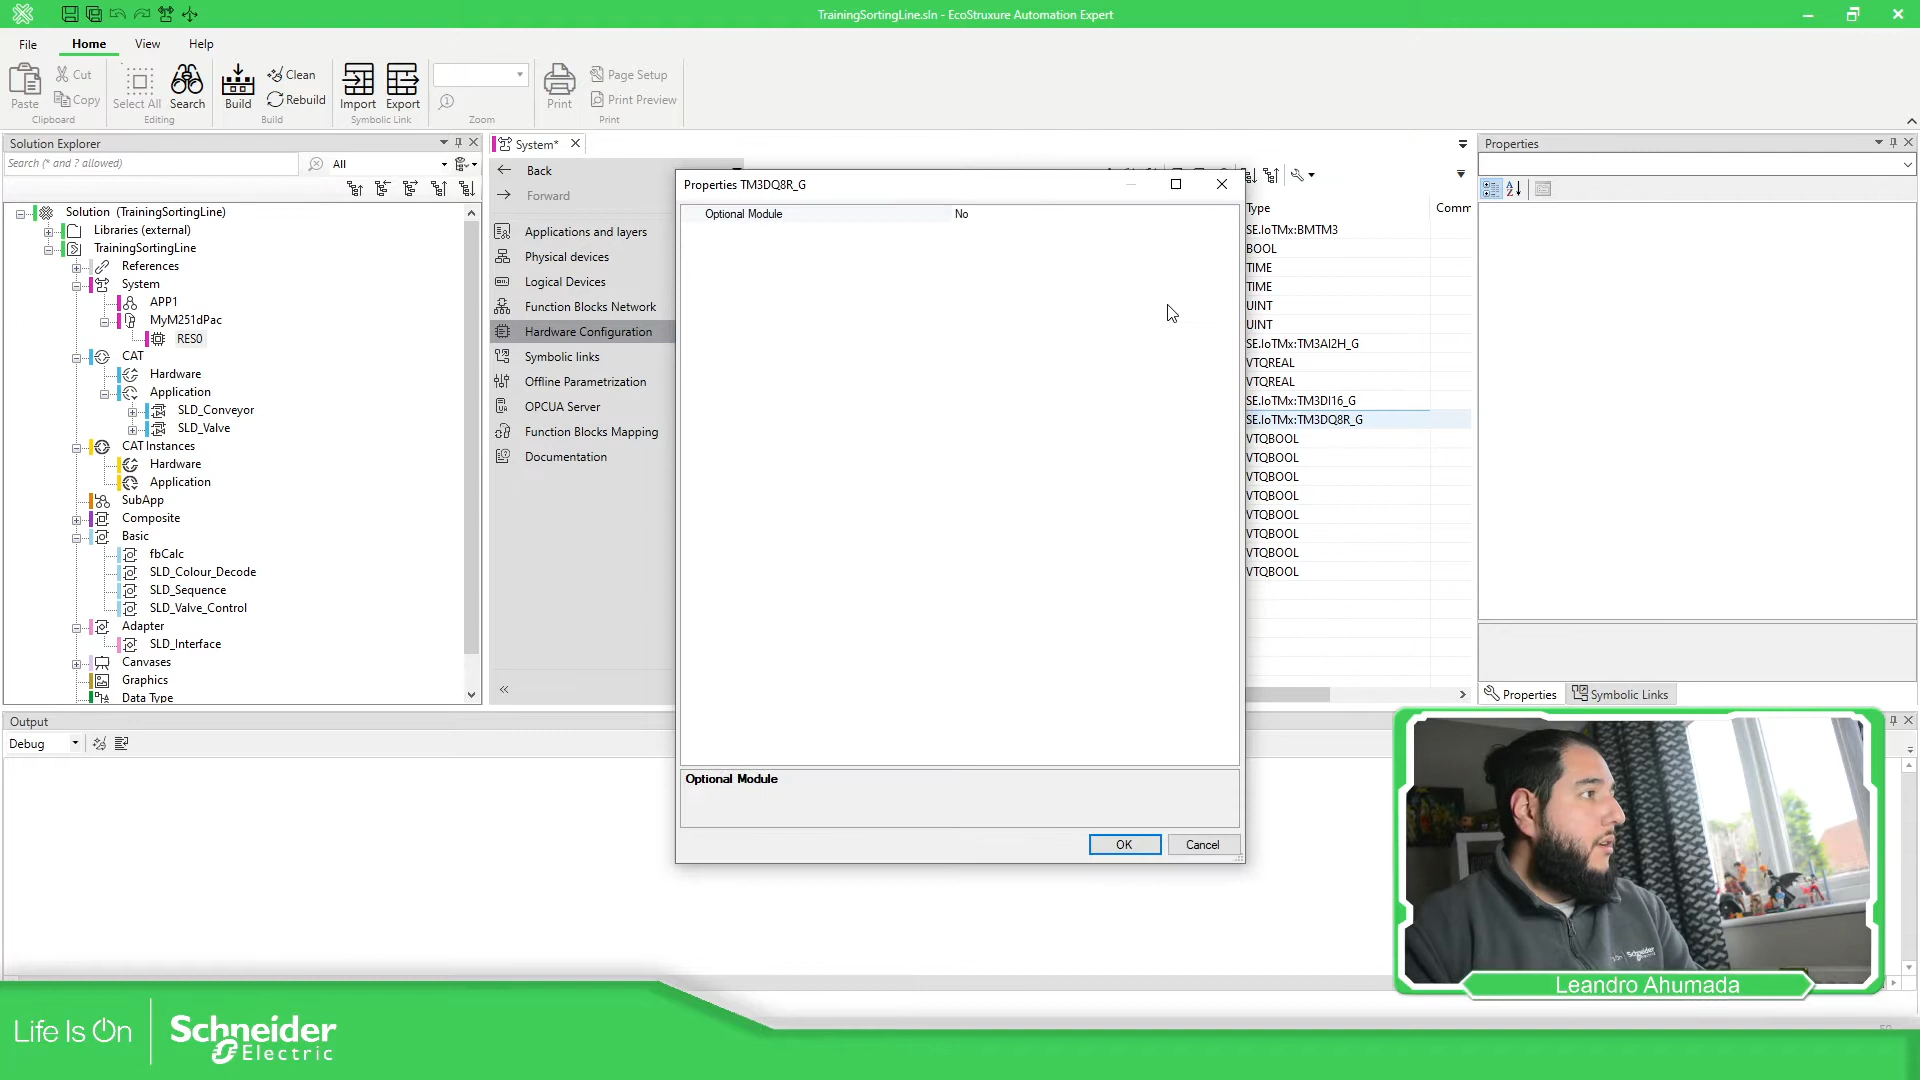 TrainingSortingLine.sln - EcoStruxure Automation Expert
File Home View Help
Paste
Cut
Copy
Clipboard
Select All
Search
Editing
Build
Clean
Rebuild
Build
Import
Export
Symbolic Link
Zoom
Print
Page Setup
Print Preview
Print
Solution Explorer
Search (* and ? allowed)
All
Solution (TrainingSortingLine)
Libraries (external)
TrainingSortingLine
References
System
APP1
MyM251dPac
RES0
CAT
Hardware
Application
SLD_Conveyor
SLD_Valve
CAT Instances
Hardware
Application
SubApp
Composite
Basic
fbCalc
SLD_Colour_Decode
SLD_Sequence
SLD_Valve_Control
Adapter
SLD_Interface
Canvases
Graphics
Data Type
System*
Back
Forward
Applications and layers
Physical devices
Logical Devices
Function Blocks Network
Hardware Configuration
Symbolic links
Offline Parametrization
OPCUA Server
Function Blocks Mapping
Documentation
Properties TM3DQ8R_G
Optional Module No
Optional Module
OK Cancel
Type Comm
SE.IoTMx:BMTM3
BOOL
TIME
TIME
UINT
UINT
SE.IoTMx:TM3AI2H_G
VTQREAL
VTQREAL
SE.IoTMx:TM3DI16_G
SE.IoTMx:TM3DQ8R_G
VTQBOOL
VTQBOOL
VTQBOOL
VTQBOOL
VTQBOOL
VTQBOOL
VTQBOOL
VTQBOOL
Properties
Properties Symbolic Links
Output
Debug
Schneider
Leandro Ahumada
Life Is On
Schneider
Electric